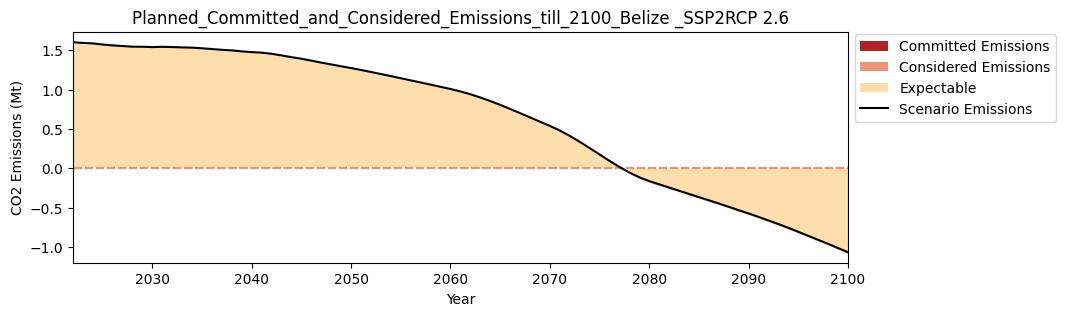 Planned_Committed_and_Considered_Emissions_till_2100_Belize _SSP2RCP 2.6
Committed Emissions
Considered Emissions
Expectable
Scenario Emissions
CO2 Emissions (Mt)
1.5
1.0
0.5
0.0
−0.5
−1.0
2030 2040 2050 2060 2070 2080 2090 2100
Year